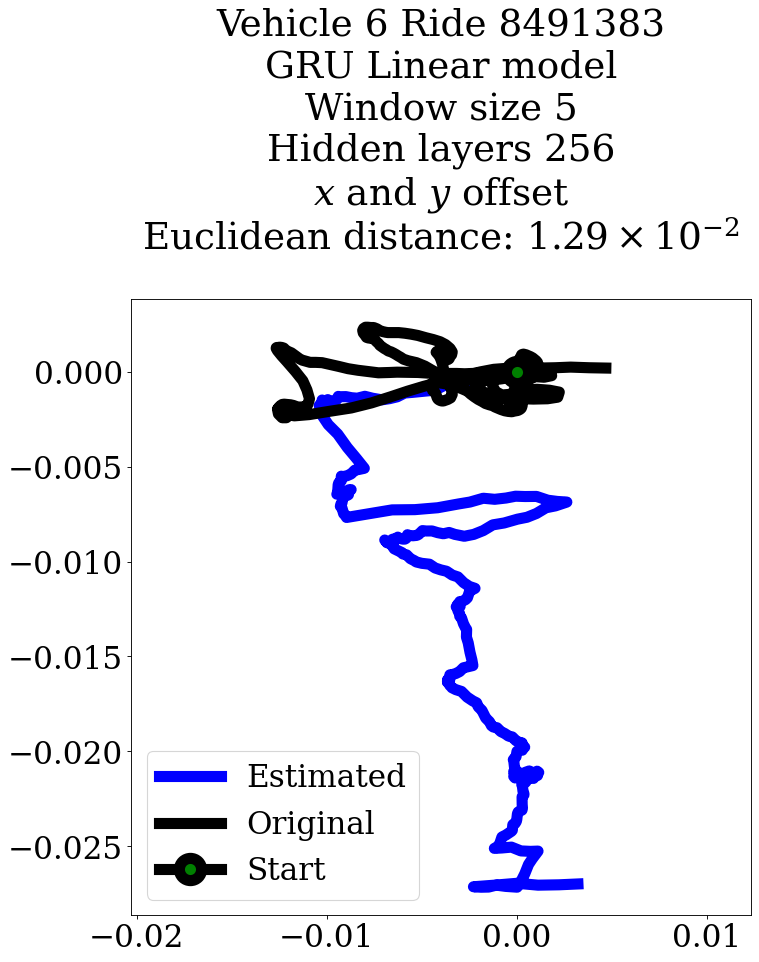 Vehicle 6 Ride 8491383
GRU Linear model
Window size 5
Hidden layers 256
x and y offset
Euclidean distance: 1.29 × 10⁻²
0.000
−0.005
−0.010
−0.015
−0.020
−0.025
Estimated
Original
Start
−0.02 −0.01 0.00 0.01